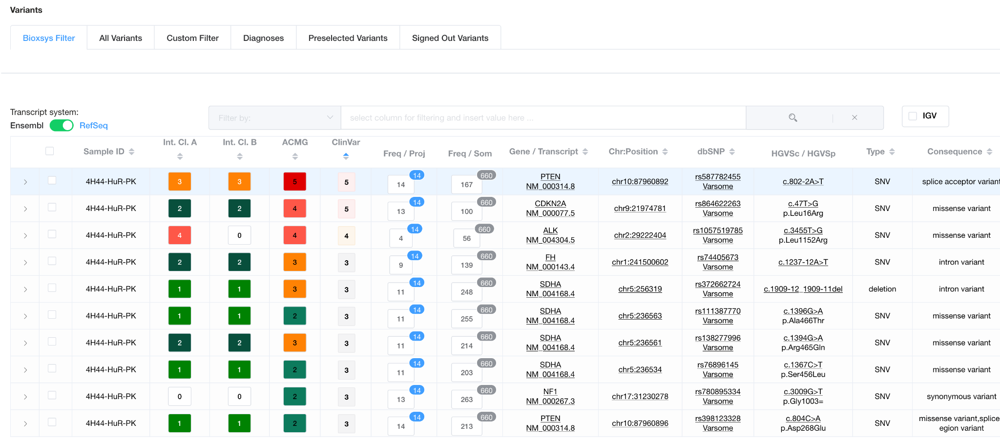 Variants
Bioxsys Filter All Variants Custom Filter Diagnoses Preselected Variants Signed Out Variants
Transcript system:
Ensembl RefSeq
Filter by: select column for filtering and insert value here ... IGV
Sample ID Int. Cl. A Int. Cl. B ACMG ClinVar Freq / Proj Freq / Som Gene / Transcript Chr:Position dbSNP HGVSc / HGVSp Type Consequence
4H44-HuR-PK 3 3 5 5 14 14 167 660 PTEN chr10:87960892 rs587782455 c.802-2A>T SNV splice acceptor variant
NM_000314.8 Varsome
4H44-HuR-PK 2 2 4 5 13 14 100 660 CDKN2A chr9:21974781 rs864622263 c.47T>G SNV missense variant
NM_000077.5 Varsome p.Leu16Arg
4H44-HuR-PK 4 0 4 4 4 14 56 660 ALK chr2:29222404 rs1057519785 c.3455T>G SNV missense variant
NM_004304.5 Varsome p.Leu1152Arg
4H44-HuR-PK 2 2 3 3 9 14 139 660 FH chr1:241500602 rs74405673 c.1237-12A>T SNV intron variant
NM_000143.4 Varsome
4H44-HuR-PK 1 1 3 3 11 14 248 660 SDHA chr5:256319 rs372662724 c.1909-12_1909-11del deletion intron variant
NM_004168.4 Varsome
4H44-HuR-PK 1 1 2 3 11 14 255 660 SDHA chr5:236563 rs111387770 c.1396G>A SNV missense variant
NM_004168.4 Varsome p.Ala466Thr
4H44-HuR-PK 2 2 3 3 11 14 214 660 SDHA chr5:236561 rs138277996 c.1394G>A SNV missense variant
NM_004168.4 Varsome p.Arg465Gln
4H44-HuR-PK 1 1 2 3 11 14 203 660 SDHA chr5:236534 rs76896145 c.1367C>T SNV missense variant
NM_004168.4 Varsome p.Ser456Leu
4H44-HuR-PK 0 0 2 3 13 14 263 660 NF1 chr17:31230278 rs780895334 c.3009G>T SNV synonymous variant
NM_000267.3 Varsome p.Gly1003=
4H44-HuR-PK 1 1 2 3 14 14 213 660 PTEN chr10:87960896 rs398123328 c.804C>A SNV missense variant,splice
NM_000314.8 Varsome p.Asp268Glu egion variant